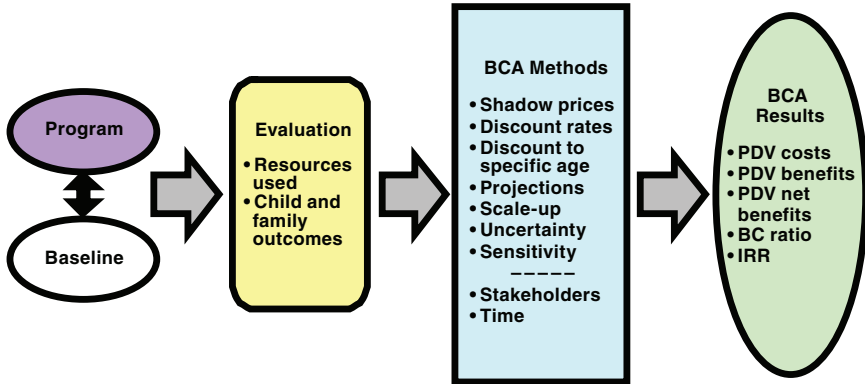 Program
Baseline
Evaluation
• Resources
used
• Child and
family
outcomes
BCA Methods
• Shadow prices
• Discount rates
• Discount to
specific age
• Projections
• Scale-up
• Uncertainty
• Sensitivity
– – – – –
• Stakeholders
• Time
BCA
Results
• PDV costs
• PDV benefits
• PDV net
benefits
• BC ratio
• IRR